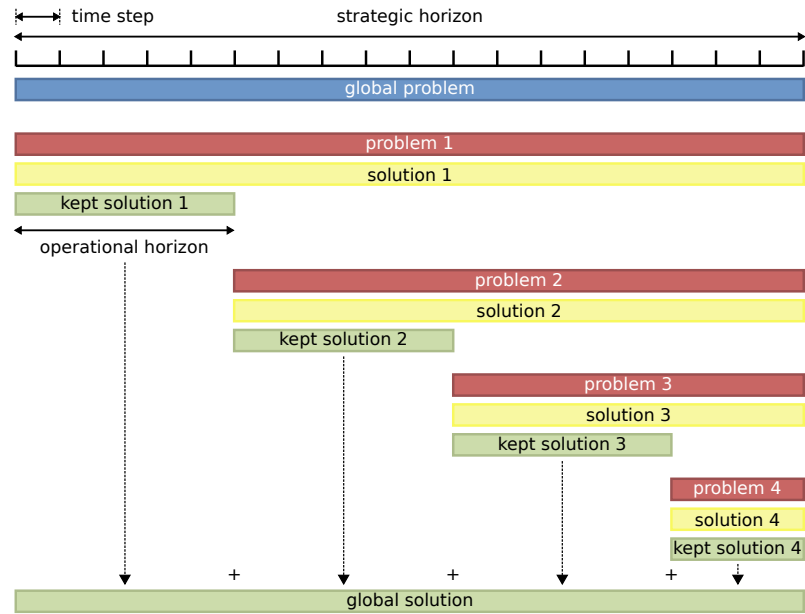 time step
strategic horizon
global problem
problem 1
solution 1
kept solution 1
operational horizon
problem 2
solution 2
kept solution 2
problem 3
solution 3
kept solution 3
problem 4
solution 4
kept solution 4
+ + +
global solution